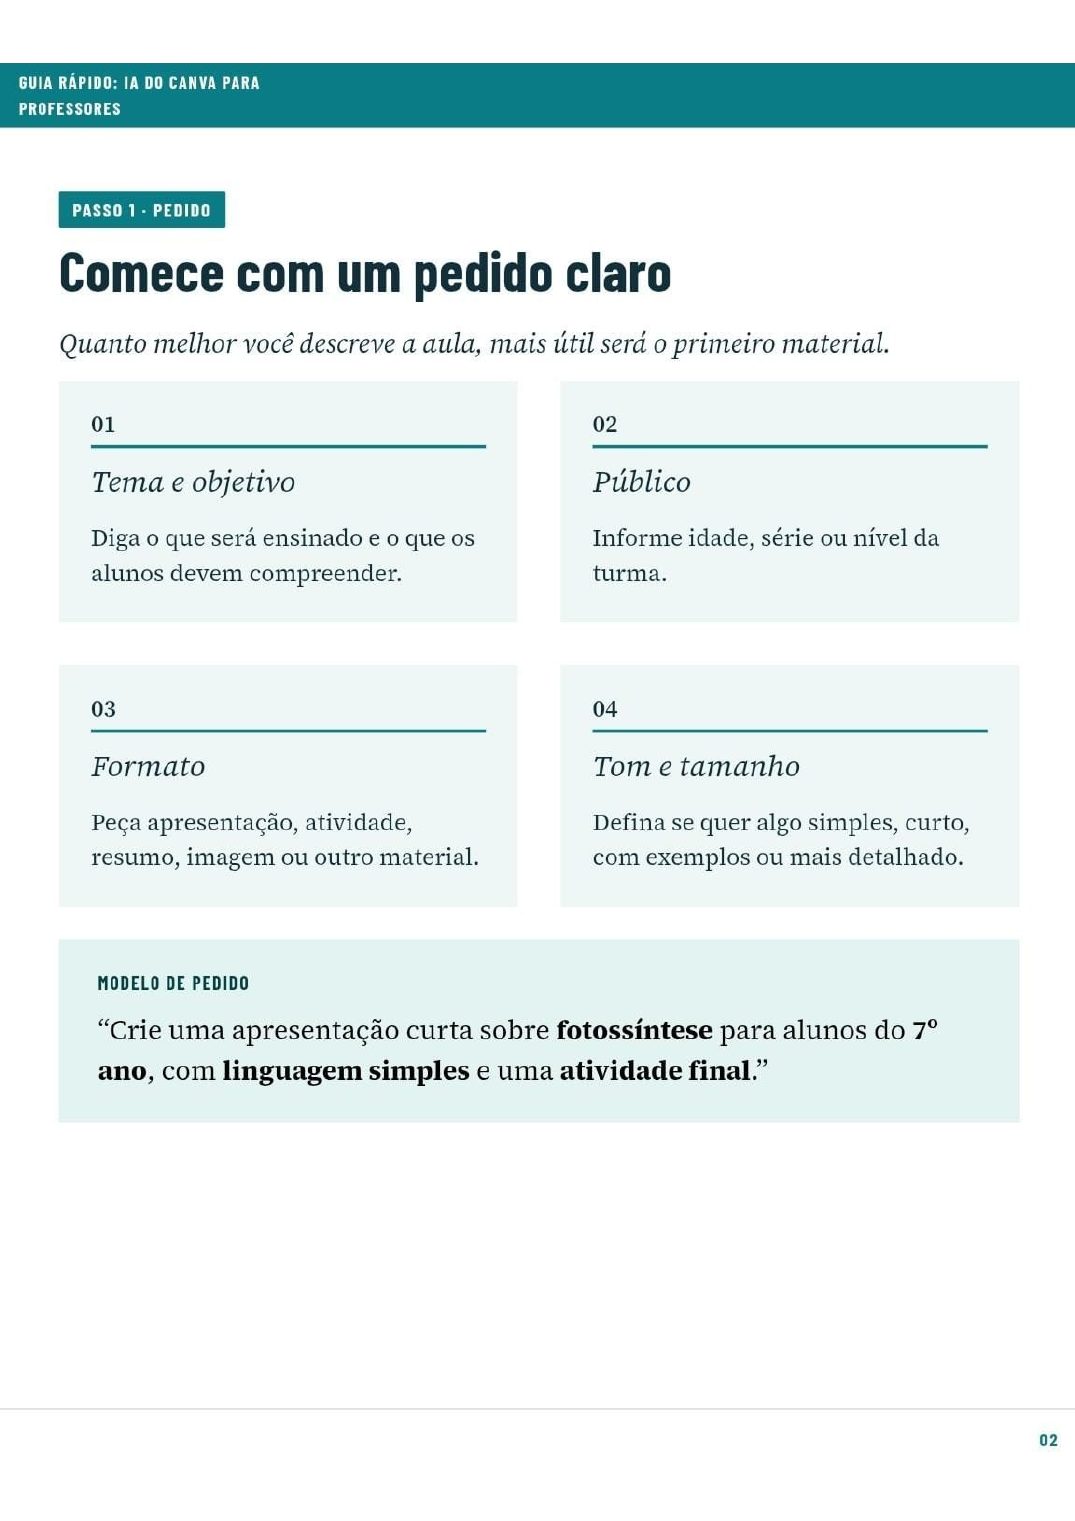 GUIA RÁPIDO: IA DO CANVA PARA
PROFESSORES
PASSO 1 · PEDIDO
Comece com um pedido claro
Quanto melhor você descreve a aula, mais útil será o primeiro material.
01
Tema e objetivo
Diga o que será ensinado e o que os
alunos devem compreender.
02
Público
Informe idade, série ou nível da
turma.
03
Formato
Peça apresentação, atividade,
resumo, imagem ou outro material.
04
Tom e tamanho
Defina se quer algo simples, curto,
com exemplos ou mais detalhado.
MODELO DE PEDIDO
“Crie uma apresentação curta sobre fotossíntese para alunos do 7º
ano, com linguagem simples e uma atividade final.”
02